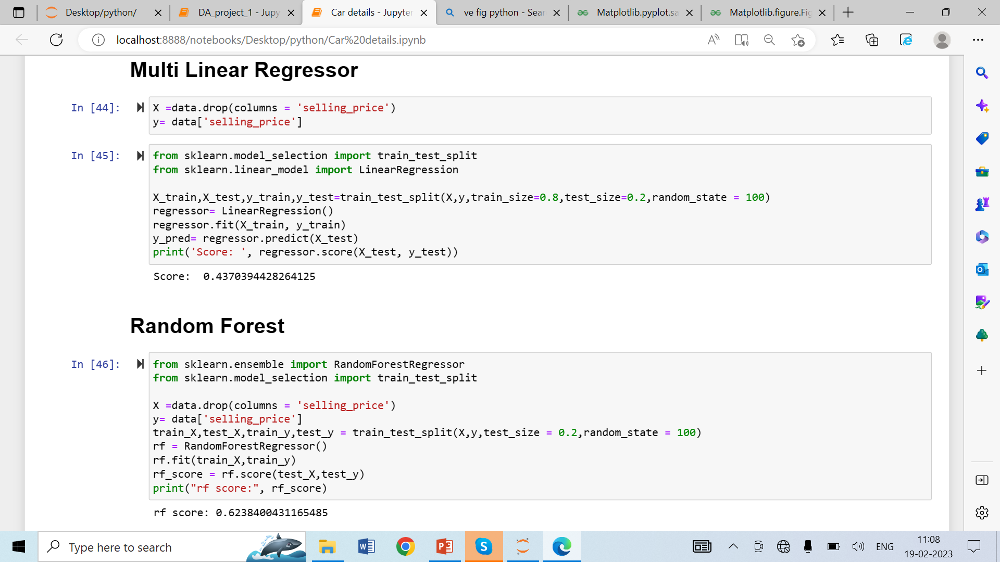 Desktop/python/
DA_project_1 - Jupy
Car details - Jupyter
ve fig python - Sear
Matplotlib.pyplot.sa
Matplotlib.figure.Fig
localhost:8888/notebooks/Desktop/python/Car%20details.ipynb
Multi Linear Regressor
In [44]:
X =data.drop(columns = 'selling_price')
y= data['selling_price']
In [45]:
from sklearn.model_selection import train_test_split
from sklearn.linear_model import LinearRegression
X_train,X_test,y_train,y_test=train_test_split(X,y,train_size=0.8,test_size=0.2,random_state = 100)
regressor= LinearRegression()
regressor.fit(X_train, y_train)
y_pred= regressor.predict(X_test)
print('Score: ', regressor.score(X_test, y_test))
Score:  0.4370394428264125
Random Forest
In [46]:
from sklearn.ensemble import RandomForestRegressor
from sklearn.model_selection import train_test_split
X =data.drop(columns = 'selling_price')
y= data['selling_price']
train_X,test_X,train_y,test_y = train_test_split(X,y,test_size = 0.2,random_state = 100)
rf = RandomForestRegressor()
rf.fit(train_X,train_y)
rf_score = rf.score(test_X,test_y)
print("rf score:", rf_score)
rf score: 0.6238400431165485
Type here to search
ENG
11:08
19-02-2023